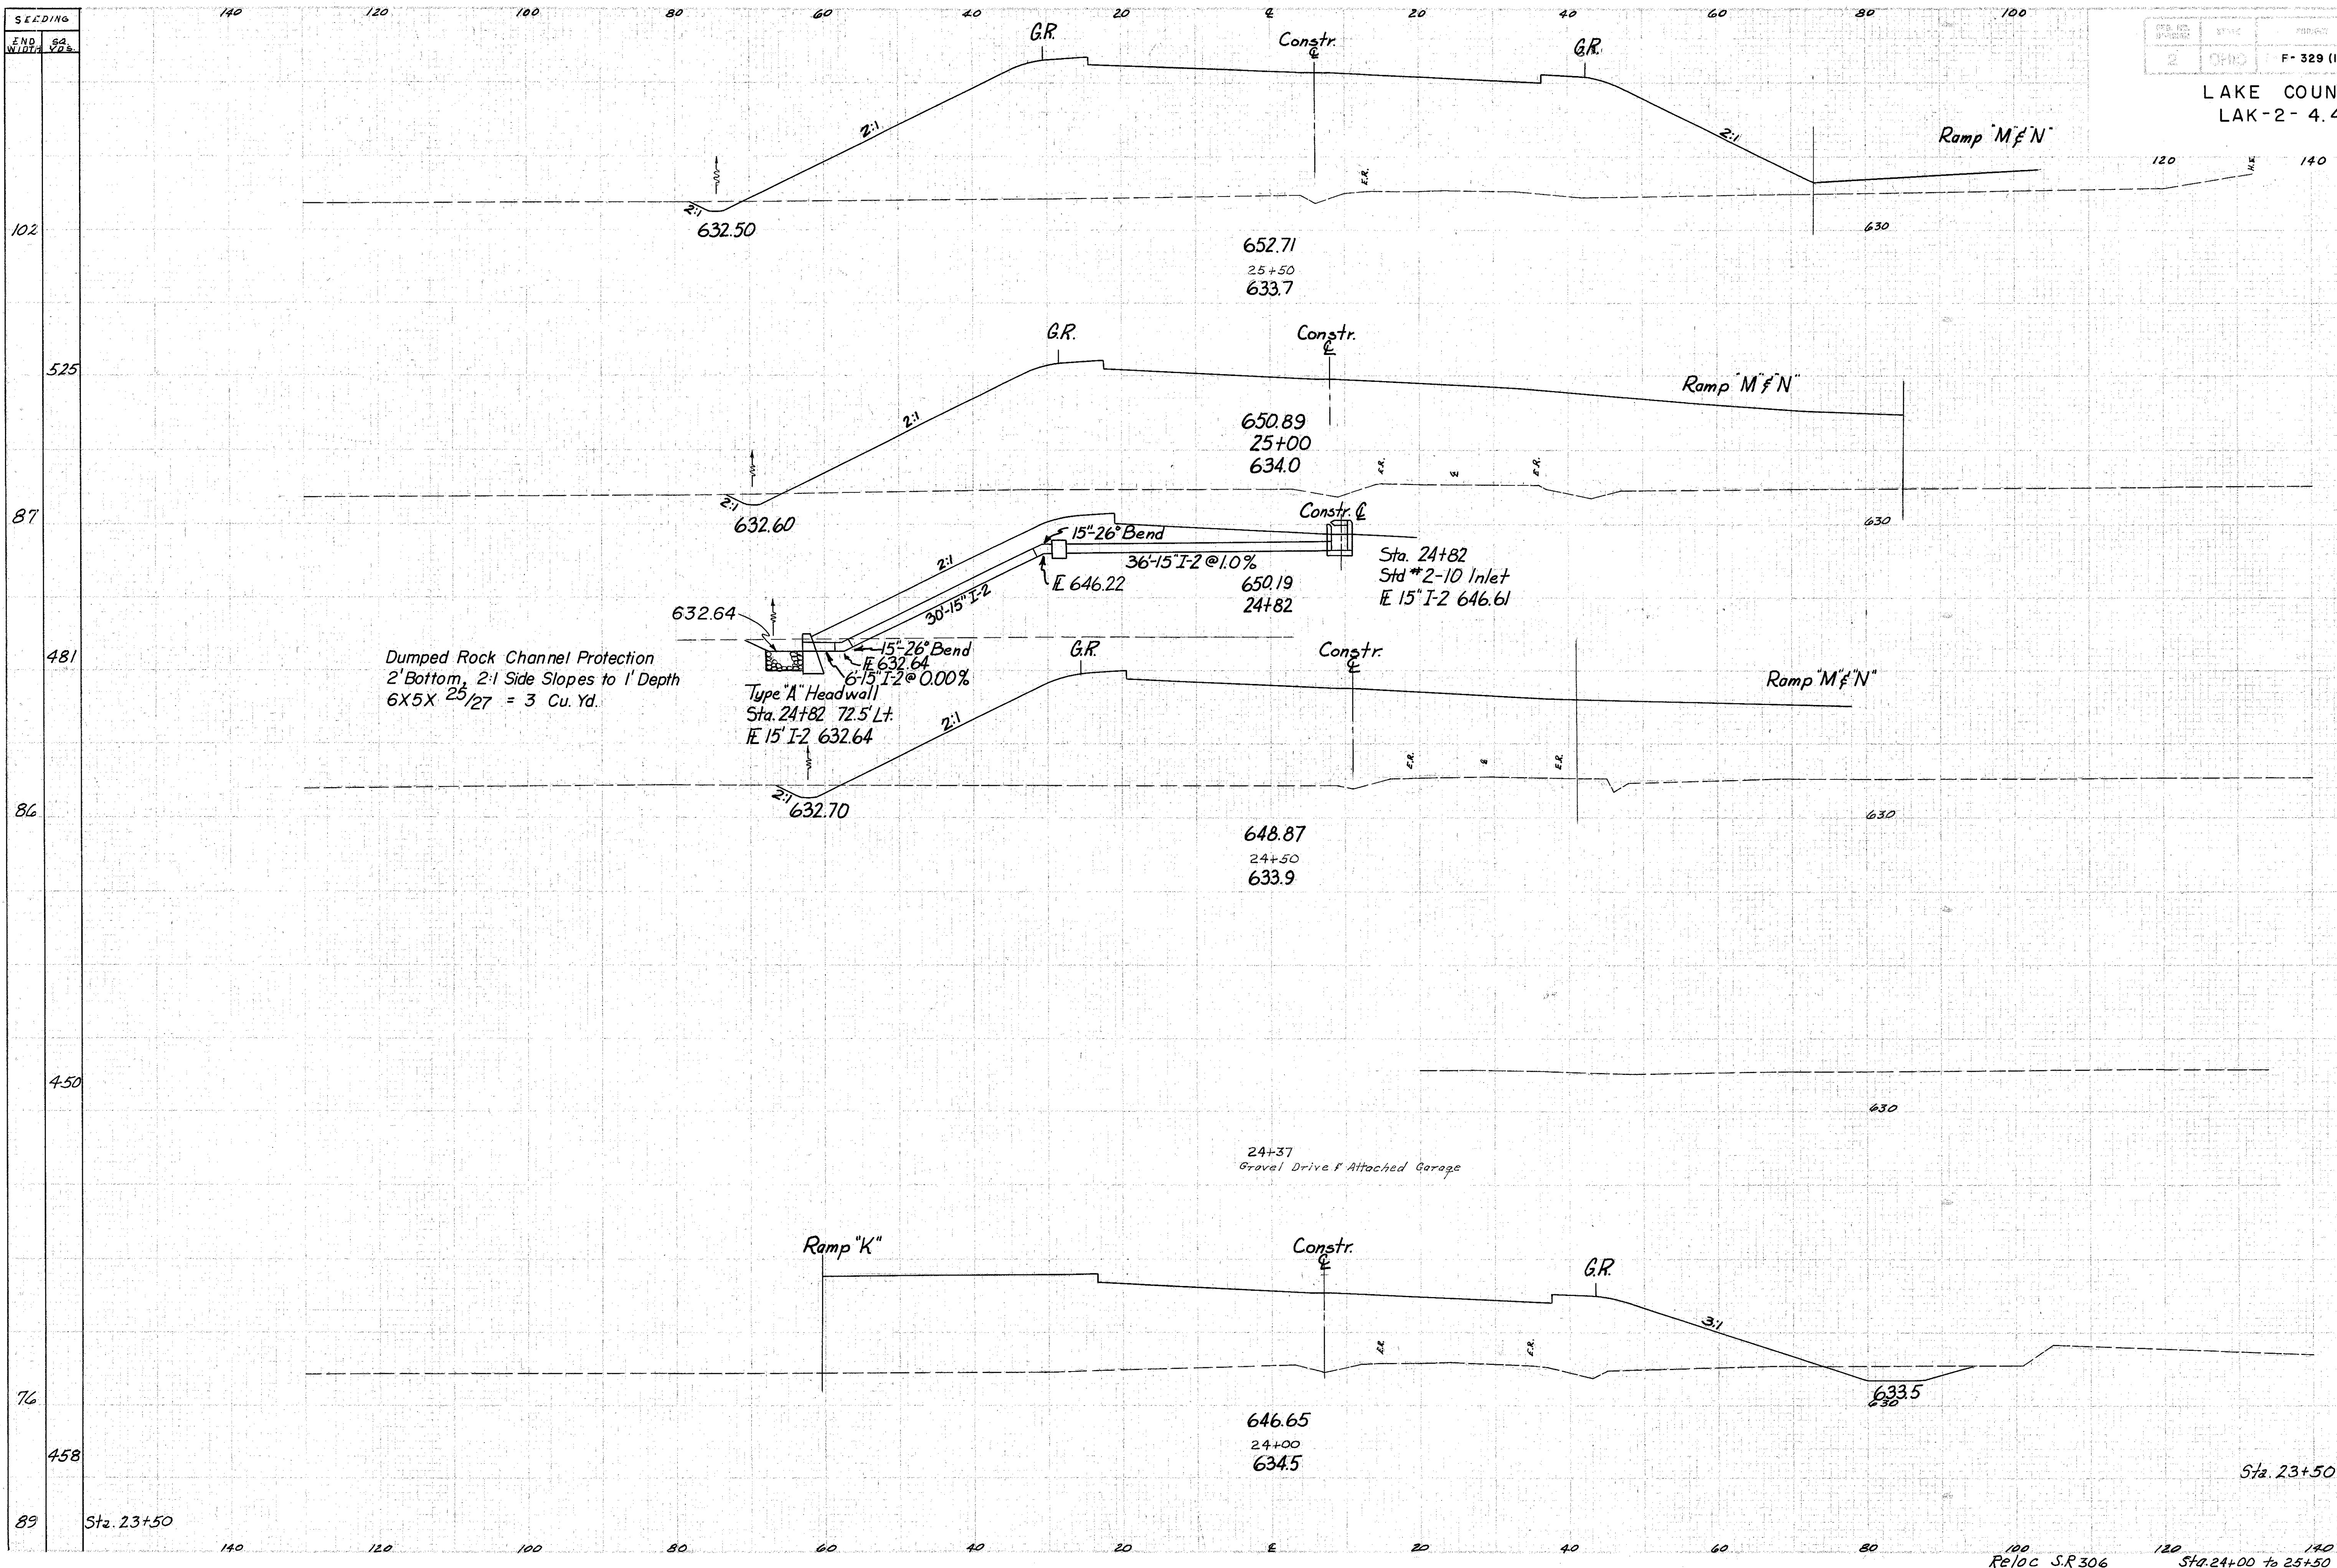 SEEDING
END WIDTH
SQ. YDS.
140 120 100 80 60 40 20 ℄ 20 40 60 80 100
2 OHIO F-329 (1
LAKE COUN
LAK-2-4.4
120 H.E. 140
G.R.
Constr. ℄
G.R.
2:1
2:1
Ramp "M" & "N"
E.R.
2:1
632.50
102
630
652.71
25+50
633.7
G.R.
Constr. ℄
525
Ramp "M" & "N"
2:1
650.89
25+00
634.0
E.R.
℄
E.R.
2:1
632.60
87
630
Constr. ℄
15"-26° Bend
2:1
36'-15" I-2 @ 1.0%
Sta. 24+82
Std #2-10 Inlet
FE 15" I-2 646.61
FE 646.22
650.19
24+82
30'-15" I-2
632.64
481
Dumped Rock Channel Protection
2' Bottom, 2:1 Side Slopes to 1' Depth
6X5X 25/27 = 3 Cu. Yd.
15"-26° Bend
FE 632.64
6'-15" I-2 @ 0.00%
Type "A" Headwall
Sta. 24+82 72.5' Lt.
FE 15' I-2 632.64
G.R.
Constr. ℄
Ramp "M" & "N"
2:1
E.R.
℄
E.R.
2:1
632.70
86
630
648.87
24+50
633.9
450
630
24+37
Gravel Drive & Attached Garage
Ramp "K"
Constr. ℄
G.R.
3:1
E.R.
E.R.
76
633.5
630
646.65
24+00
634.5
458
Sta. 23+50
89
Sta. 23+50
140 120 100 80 60 40 20 ℄ 20 40 60 80 100 120 140
Reloc S.R 306 Sta. 24+00 to 25+50